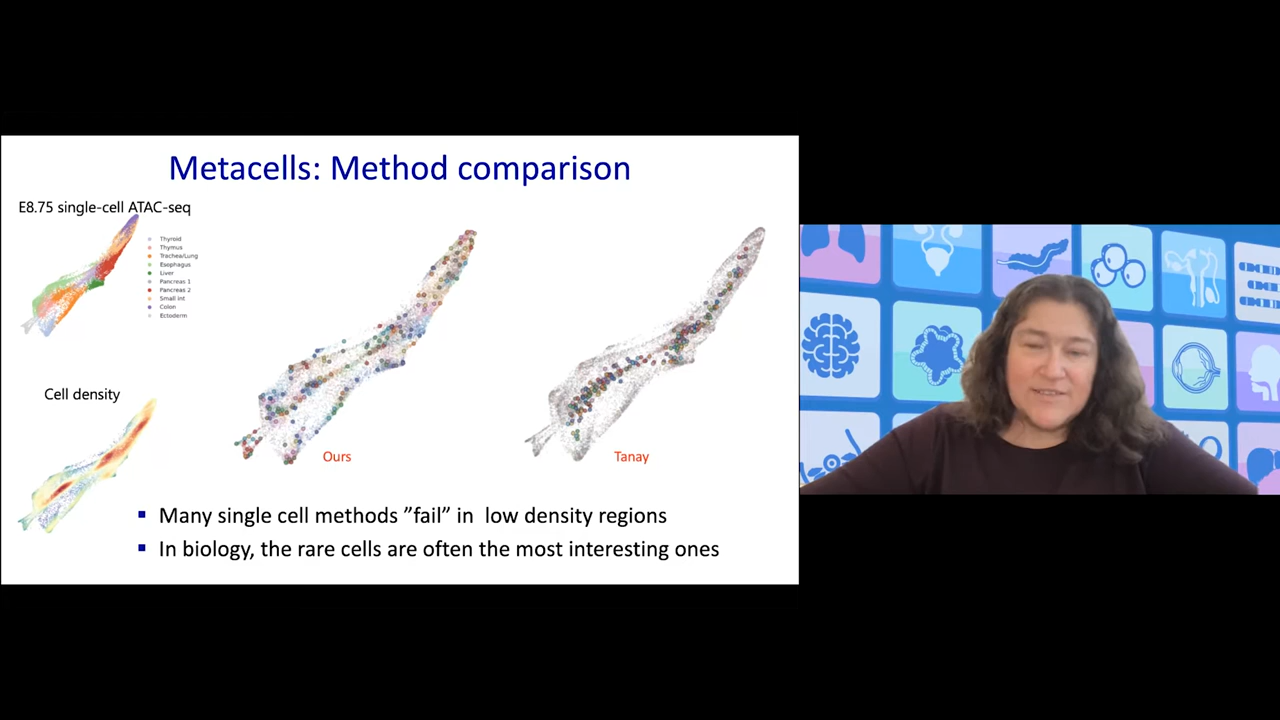 Metacells: Method comparison
E8.75 single-cell ATAC-seq
Thyroid
Thymus
Trachea/Lung
Esophagus
Liver
Pancreas 1
Pancreas 2
Small int
Colon
Ectoderm
Cell density
Ours
Tanay
▪ Many single cell methods ”fail” in low density regions
▪ In biology, the rare cells are often the most interesting ones